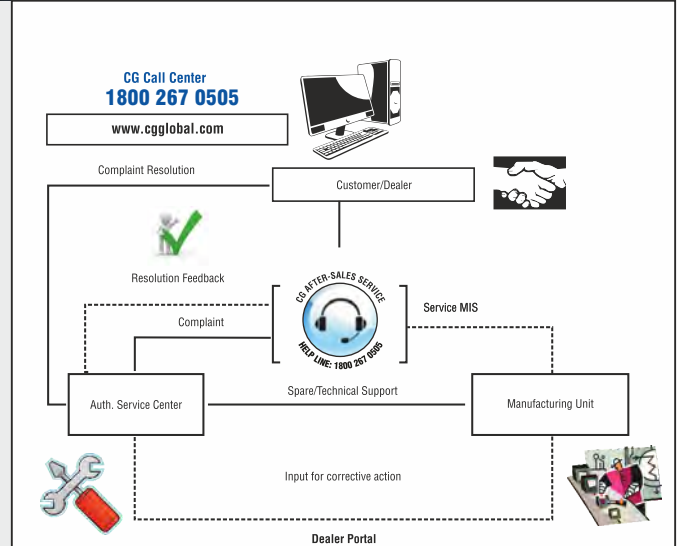 CG Call Center
1800 267 0505
www.cgglobal.com
Complaint Resolution
Customer/Dealer
Resolution Feedback
CG AFTER-SALES SERVICE
HELP LINE: 1800 267 0505
Service MIS
Complaint
Auth. Service Center
Spare/Technical Support
Manufacturing Unit
Input for corrective action
Dealer Portal